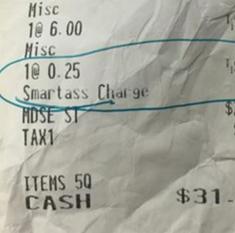 Misc
1@ 6.00
Misc
1@ 0.25
Smartass Charge
MDSE ST
TAX1
ITEMS 5Q
CASH $31.